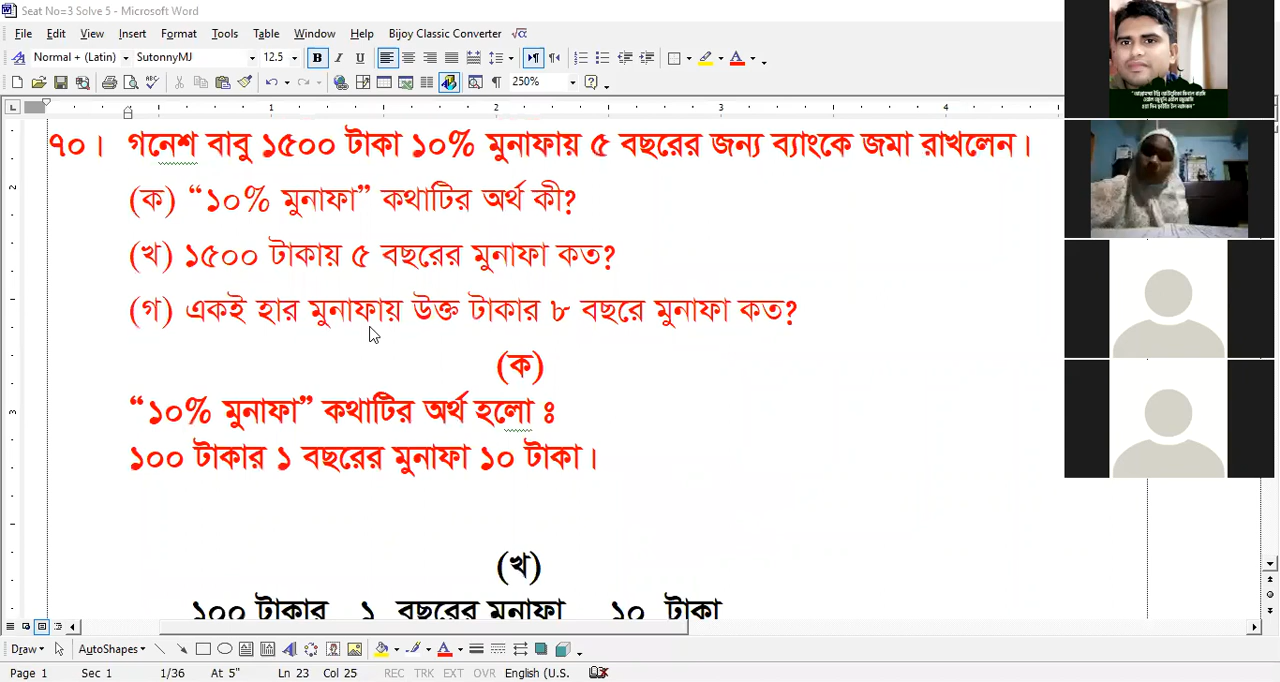 Seat No=3 Solve 5 - Microsoft Word
File Edit View Insert Format Tools Table Window Help Bijoy Classic Converter
Normal + (Latin) SutonnyMJ 12.5 B I U
250%
1 2 3 4
৭০। গনেশ বাবু ১৫০০ টাকা ১০% মুনাফায় ৫ বছরের জন্য ব্যাংকে জমা রাখলেন।
(ক) “১০% মুনাফা” কথাটির অর্থ কী?
(খ) ১৫০০ টাকায় ৫ বছরের মুনাফা কত?
(গ) একই হার মুনাফায় উক্ত টাকার ৮ বছরে মুনাফা কত?
(ক)
“১০% মুনাফা” কথাটির অর্থ হলো ঃ
১০০ টাকার ১ বছরের মুনাফা ১০ টাকা।
(খ)
১০০ টাকার ১ বছরের মুনাফা ১০ টাকা
Draw AutoShapes
Page 1 Sec 1 1/36 At 5" Ln 23 Col 25 REC TRK EXT OVR English (U.S.